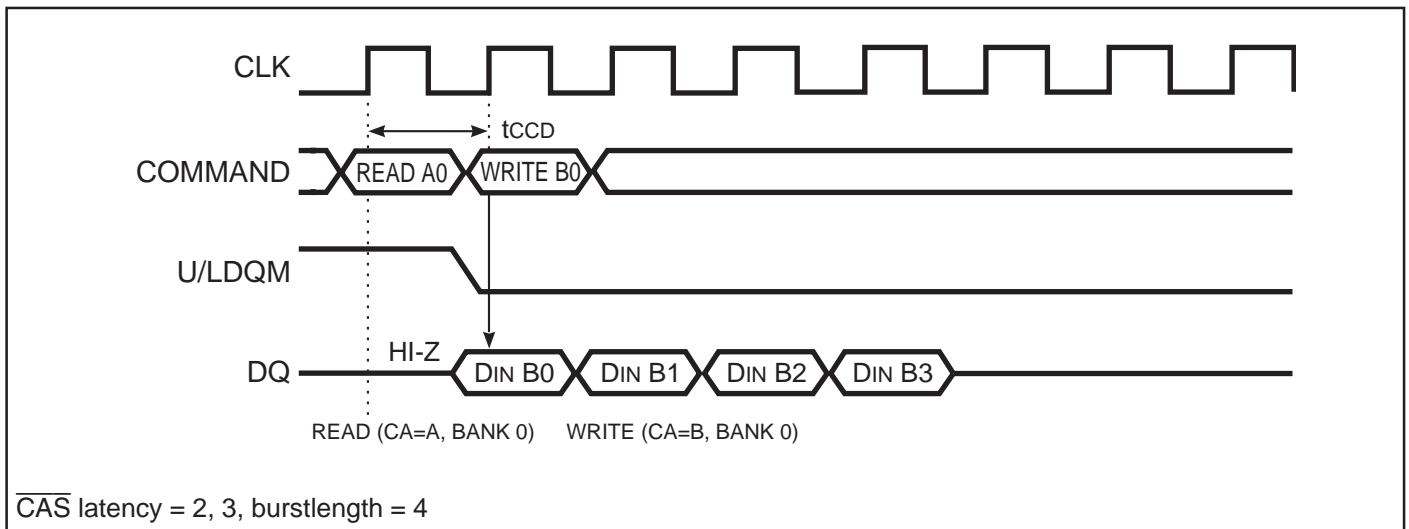 CLK
tCCD
COMMAND READ A0 WRITE B0
U/LDQM
HI-Z
DQ DIN B0 DIN B1 DIN B2 DIN B3
READ (CA=A, BANK 0) WRITE (CA=B, BANK 0)
CAS latency = 2, 3, burstlength = 4